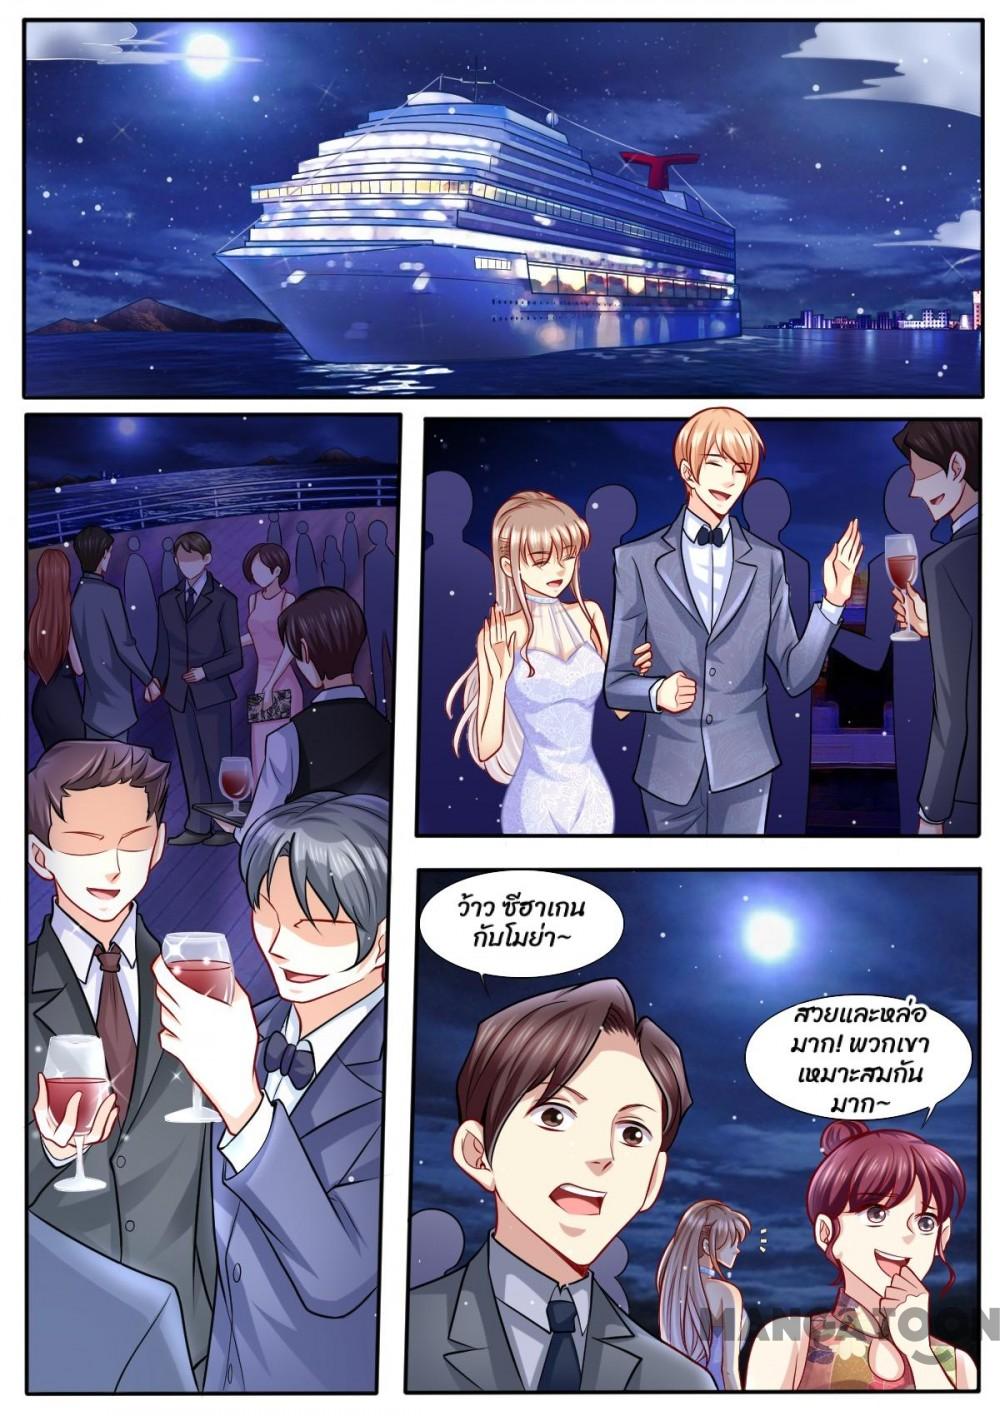 ว้าว ซีฮาเกน
กับโมย่า~
สวยและหล่อ
มาก! พวกเขา
เหมาะสมกัน
มาก~
MANGATOON